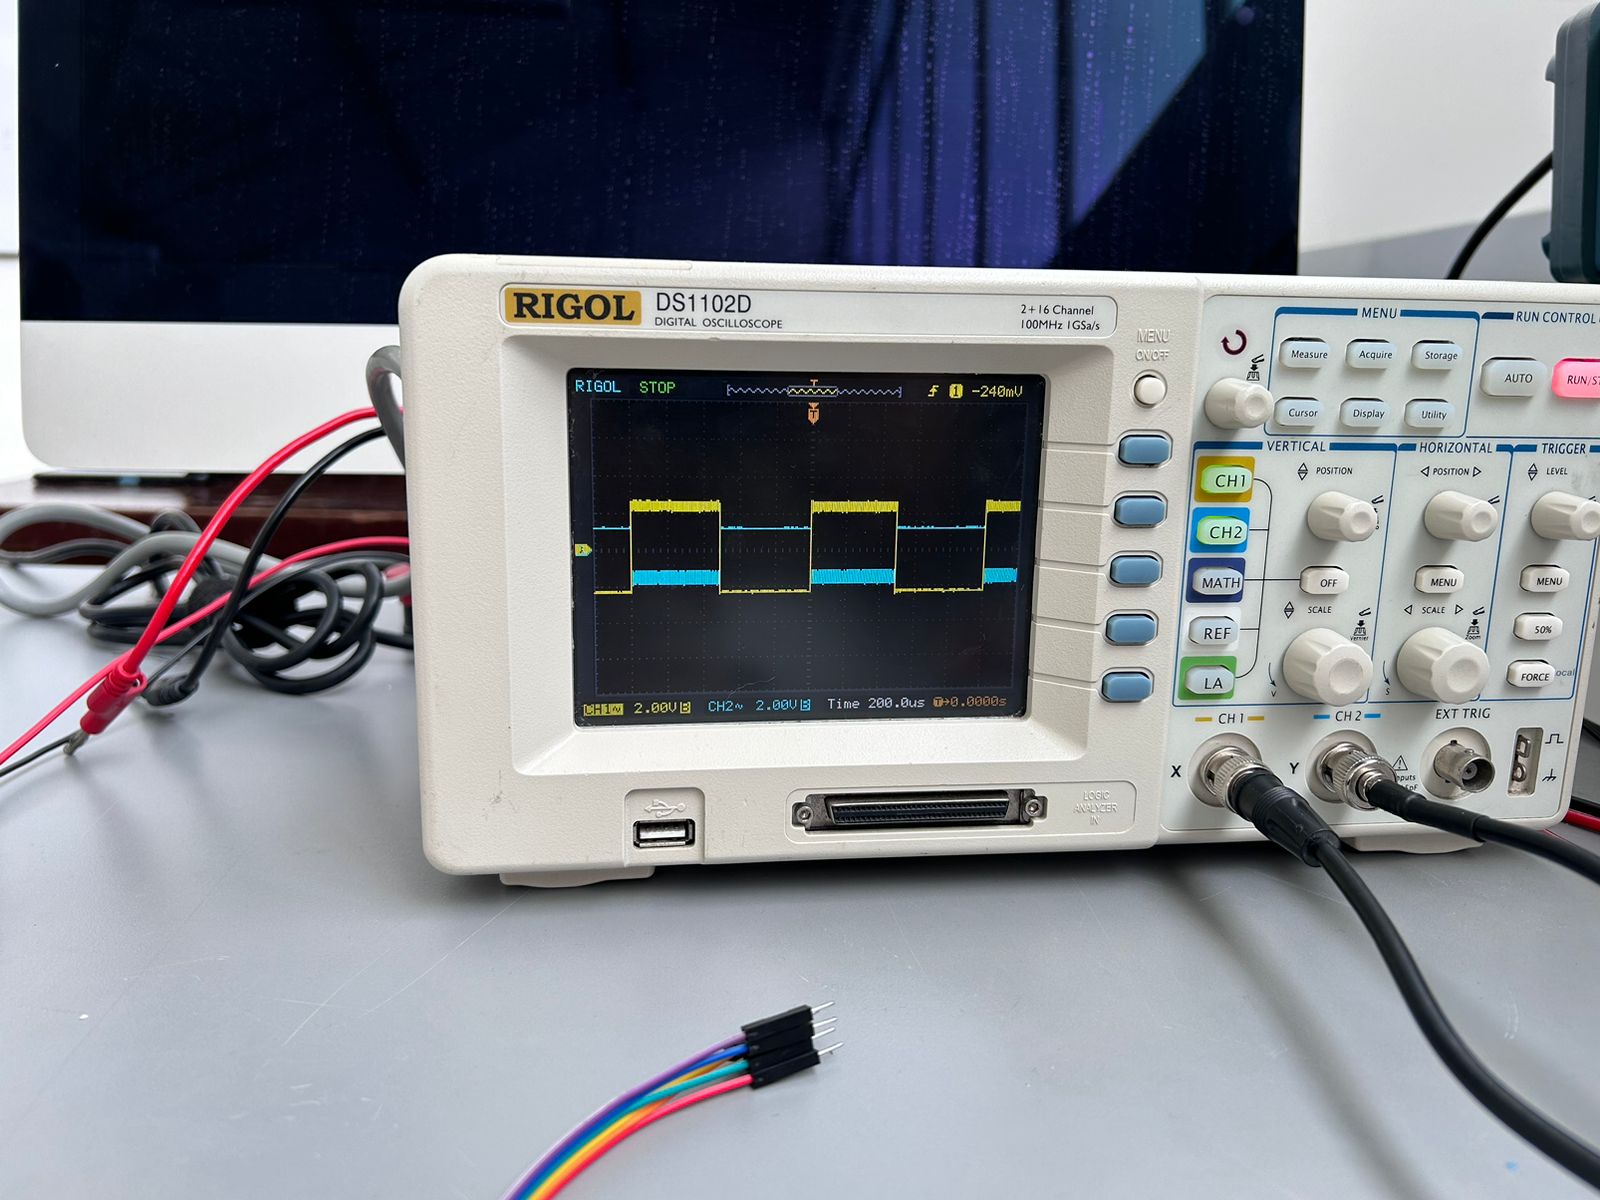 RIGOL DS1102D
DIGITAL OSCILLOSCOPE
2+16 Channel
100MHz 1GSa/s
MENU
ON/OFF
RIGOL STOP
T
1 -240mV
T
CH1∿ 2.00V B CH2∿ 2.00V B Time 200.0us T→0.0000s
LOGIC
ANALYZER
IN
MENU
RUN CONTROL
Measure
Acquire
Storage
AUTO
Cursor
Display
Utility
VERTICAL
HORIZONTAL
TRIGGER
POSITION
POSITION
LEVEL
CH1
CH2
MATH
OFF
MENU
MENU
SCALE
SCALE
REF
50%
LA
FORCE
Vernier
Zoom
CH 1
CH 2
EXT TRIG
X
Y